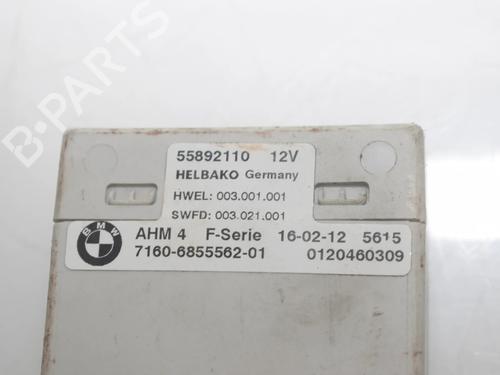 B-PARTS
55892110 12V
HELBAKO Germany
HWEL: 003.001.001
SWFD: 003.021.001
BMW
AHM 4 F-Serie 16-02-12 5615
7160-6855562-01 0120460309